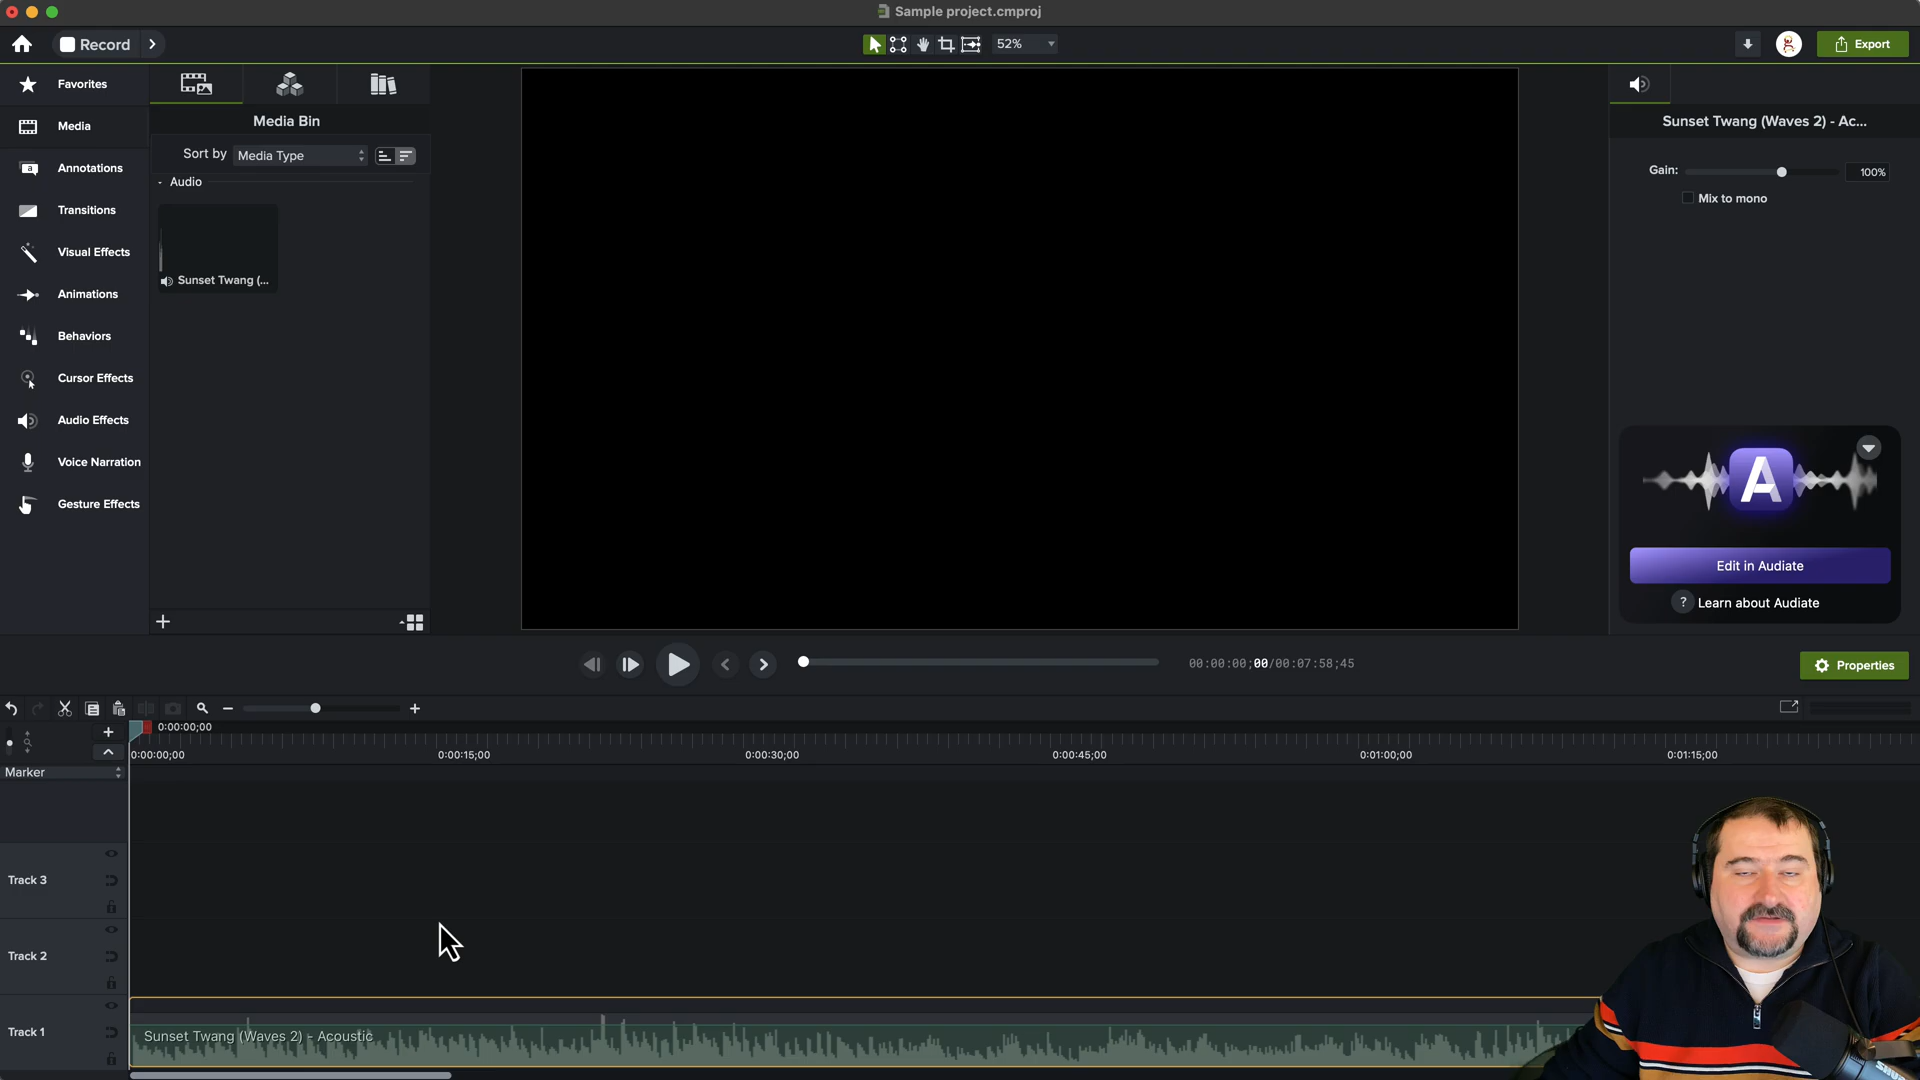 Sample project.cmproj
Record
52%
Export
Favorites
Media
Annotations
Transitions
Visual Effects
Animations
Behaviors
Cursor Effects
Audio Effects
Voice Narration
Gesture Effects
Media Bin
Sort by Media Type
Audio
Sunset Twang (...
Sunset Twang (Waves 2) - Ac...
Gain: 100%
Mix to mono
A
Edit in Audiate
? Learn about Audiate
00:00:00;00/00:07:58;45
Properties
0:00:00;00
0:00:00;00 0:00:15;00 0:00:30;00 0:00:45;00 0:01:00;00 0:01:15;00
Marker
Track 3
Track 2
Track 1
Sunset Twang (Waves 2) - Acoustic